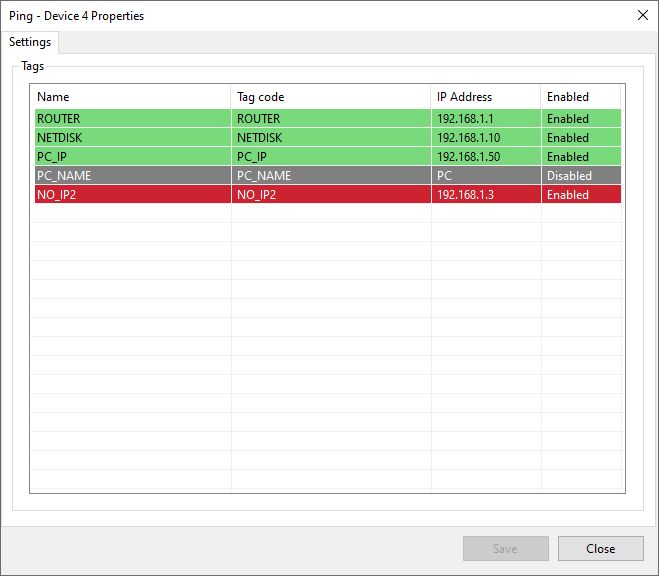 Ping - Device 4 Properties
Settings
Tags
Name Tag code IP Address Enabled
ROUTER ROUTER 192.168.1.1 Enabled
NETDISK NETDISK 192.168.1.10 Enabled
PC_IP PC_IP 192.168.1.50 Enabled
PC_NAME PC_NAME PC Disabled
NO_IP2 NO_IP2 192.168.1.3 Enabled
Save Close